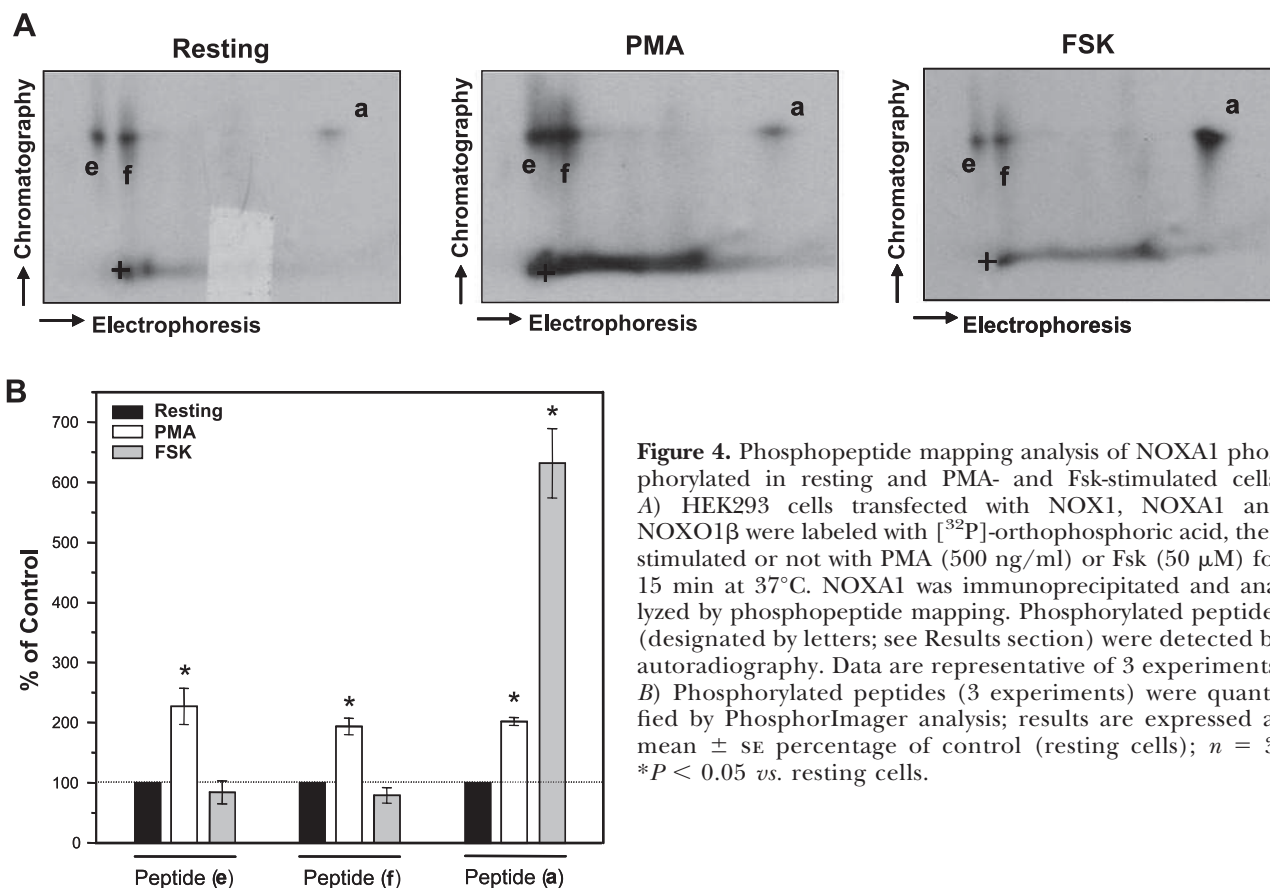 A
Resting
PMA
FSK
Chromatography
a
e
f
+
Electrophoresis
Chromatography
a
e
f
+
Electrophoresis
Chromatography
a
e
f
+
Electrophoresis
B
% of Control
700
600
500
400
300
200
100
0
Resting
PMA
FSK
*
*
*
*
Peptide (e)
Peptide (f)
Peptide (a)
Figure 4. Phosphopeptide mapping analysis of NOXA1 phos
phorylated in resting and PMA- and Fsk-stimulated cells
A) HEK293 cells transfected with NOX1, NOXA1 an
NOXO1β were labeled with [³²P]-orthophosphoric acid, the
stimulated or not with PMA (500 ng/ml) or Fsk (50 μM) fo
15 min at 37°C. NOXA1 was immunoprecipitated and ana
lyzed by phosphopeptide mapping. Phosphorylated peptide
(designated by letters; see Results section) were detected b
autoradiography. Data are representative of 3 experiments
B) Phosphorylated peptides (3 experiments) were quant
fied by PhosphorImager analysis; results are expressed a
mean ± SE percentage of control (resting cells); n = 3
*P < 0.05 vs. resting cells.